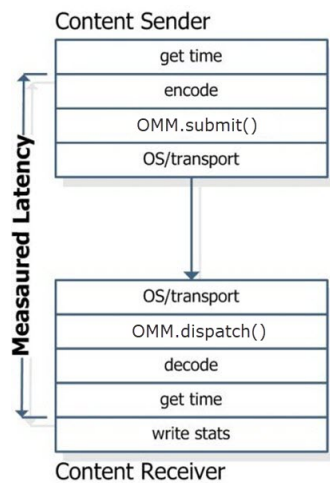 Content Sender
get time
encode
OMM.submit()
OS/transport
Measaured Latency
OS/transport
OMM.dispatch()
decode
get time
write stats
Content Receiver